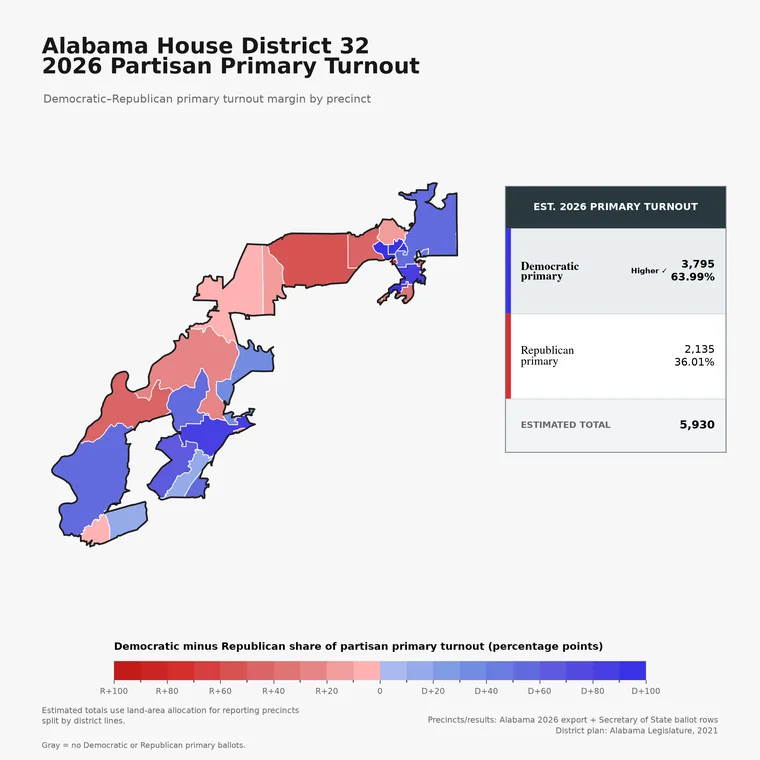 Alabama House District 32
2026 Partisan Primary Turnout
Democratic–Republican primary turnout margin by precinct
EST. 2026 PRIMARY TURNOUT
Democratic
primary
Higher ✓
3,795
63.99%
Republican
primary
2,135
36.01%
ESTIMATED TOTAL
5,930
Democratic minus Republican share of partisan primary turnout (percentage points)
R+100 R+80 R+60 R+40 R+20 0 D+20 D+40 D+60 D+80 D+100
Estimated totals use land-area allocation for reporting precincts
split by district lines.
Gray = no Democratic or Republican primary ballots.
Precincts/results: Alabama 2026 export + Secretary of State ballot rows
District plan: Alabama Legislature, 2021